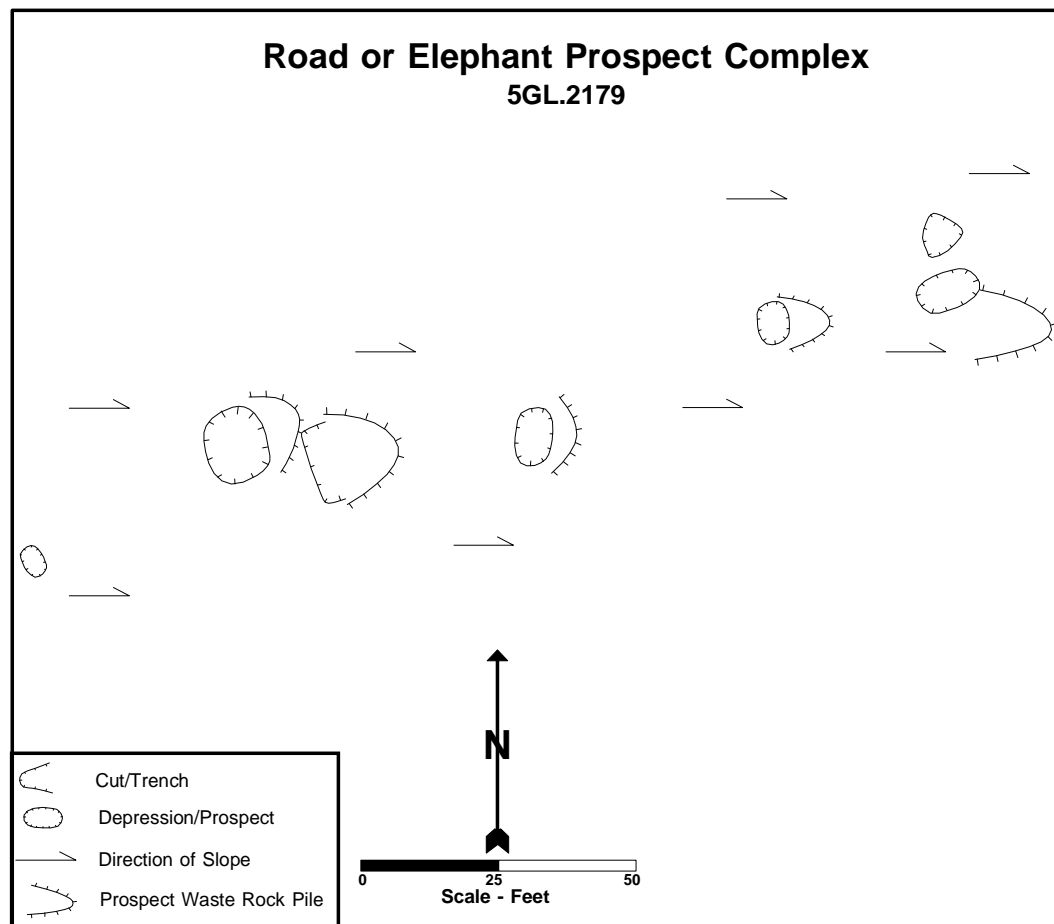 Road or Elephant Prospect Complex
5GL.2179
N
Cut/Trench
Depression/Prospect
Direction of Slope
Prospect Waste Rock Pile
0 25 50
Scale - Feet